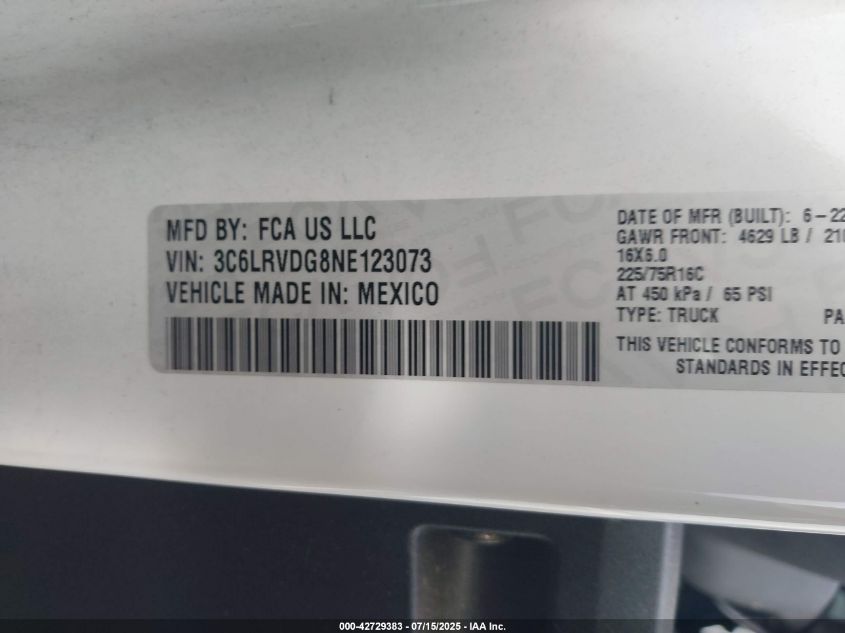 MFD BY: FCA US LLC
VIN: 3C6LRVDG8NE123073
VEHICLE MADE IN: MEXICO
DATE OF MFR (BUILT): 6-22
GAWR FRONT: 4629 LB / 210
16X6.0
225/75R16C
AT 450 kPa / 65 PSI
TYPE: TRUCK PA
THIS VEHICLE CONFORMS TO
STANDARDS IN EFFEC
000-42729383 - 07/15/2025 - IAA Inc.